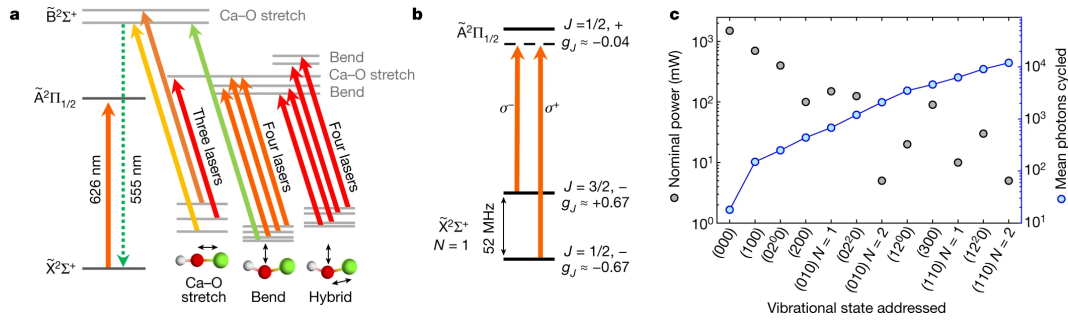 a
B̃²Σ⁺
Ca–O stretch
Bend
Ca–O stretch
Bend
Ã²Π₁/₂
626 nm
555 nm
Three lasers
Four lasers
Four lasers
X̃²Σ⁺
Ca–O
stretch
Bend
Hybrid
b
J = 1/2, +
Ã²Π₁/₂
g_J ≈ −0.04
σ⁻
σ⁺
J = 3/2, −
g_J ≈ +0.67
X̃²Σ⁺
N = 1
52 MHz
J = 1/2, −
g_J ≈ −0.67
c
Nominal power (mW)
10³
10²
10¹
10⁰
Mean photons cycled
10⁴
10³
10²
10¹
(000)
(100)
(02⁰0)
(200)
(010) N = 1
(02²0)
(010) N = 2
(12⁰0)
(300)
(110) N = 1
(12²0)
(110) N = 2
Vibrational state addressed